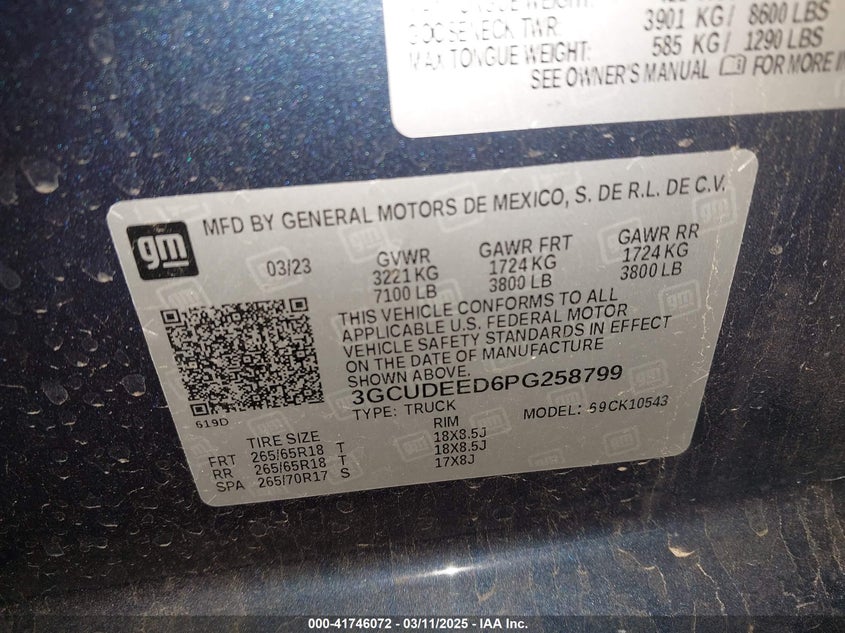 GOOSENECK TWR: 3901 KG/ 8600 LBS
MAX TONGUE WEIGHT: 585 KG/ 1290 LBS
SEE OWNER'S MANUAL FOR MORE
gm
MFD BY GENERAL MOTORS DE MEXICO, S. DE R.L. DE C.V.
03/23 GVWR GAWR FRT GAWR RR
3221 KG 1724 KG 1724 KG
7100 LB 3800 LB 3800 LB
THIS VEHICLE CONFORMS TO ALL
APPLICABLE U.S. FEDERAL MOTOR
VEHICLE SAFETY STANDARDS IN EFFECT
ON THE DATE OF MANUFACTURE
SHOWN ABOVE.
3GCUDEED6PG258799
619D TYPE: TRUCK MODEL: 59CK10543
TIRE SIZE RIM
FRT 265/65R18 T 18X8.5J
RR 265/65R18 T 18X8.5J
SPA 265/70R17 S 17X8J
000-41746072 — 03/11/2025 — IAA Inc.